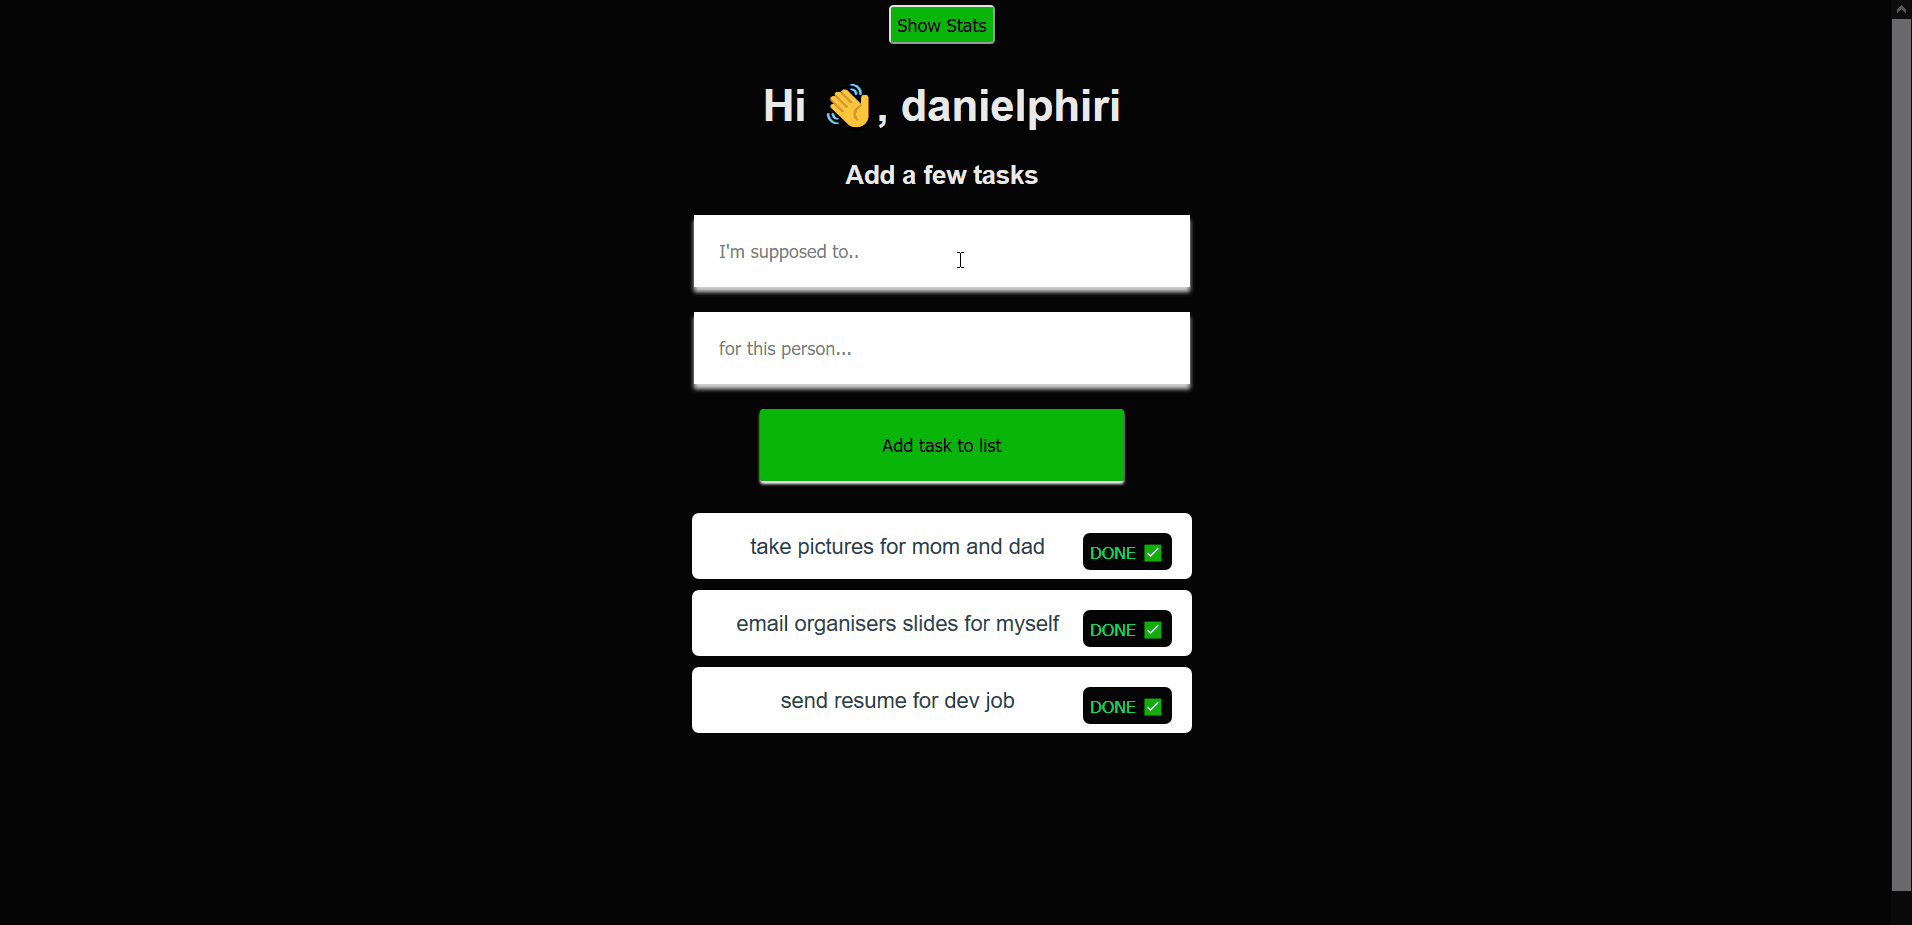 Show Stats
Hi 👋, danielphiri
Add a few tasks
I'm supposed to..
for this person...
Add task to list
take pictures for mom and dad
DONE ✅
email organisers slides for myself
DONE ✅
send resume for dev job
DONE ✅